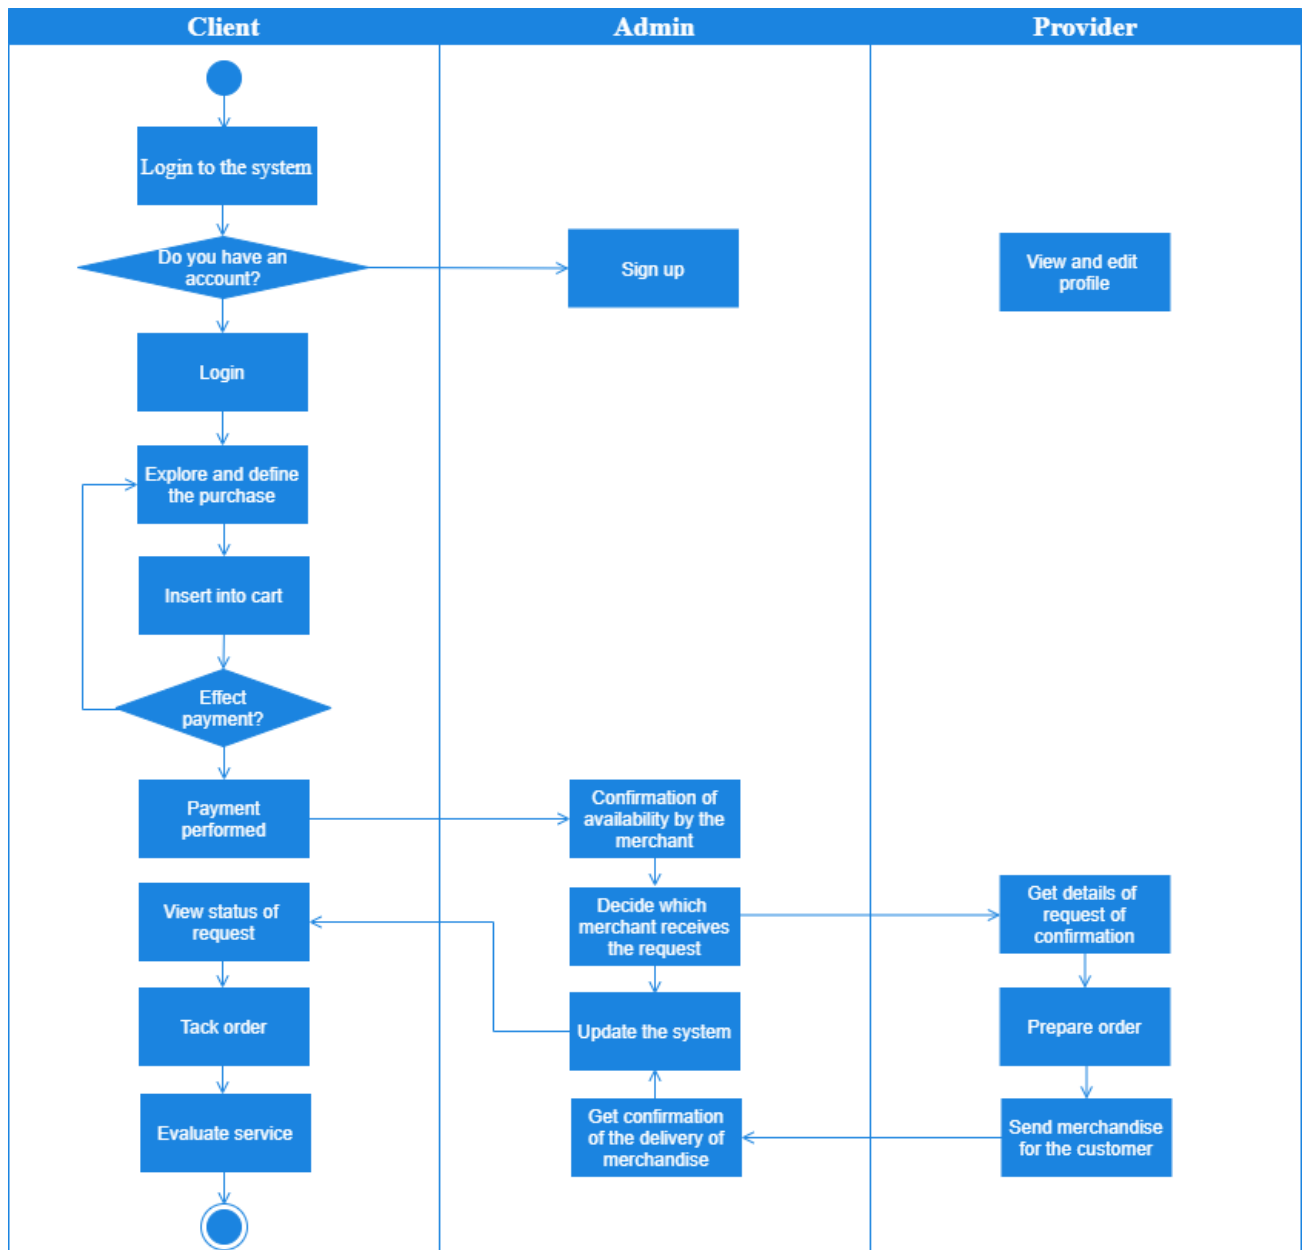 Client
Admin
Provider
Login to the system
Do you have an
account?
Sign up
View and edit
profile
Login
Explore and define
the purchase
Insert into cart
Effect
payment?
Payment
performed
Confirmation of
availability by the
merchant
View status of
request
Decide which
merchant receives
the request
Get details of
request of
confirmation
Tack order
Update the system
Prepare order
Evaluate service
Get confirmation
of the delivery of
merchandise
Send merchandise
for the customer